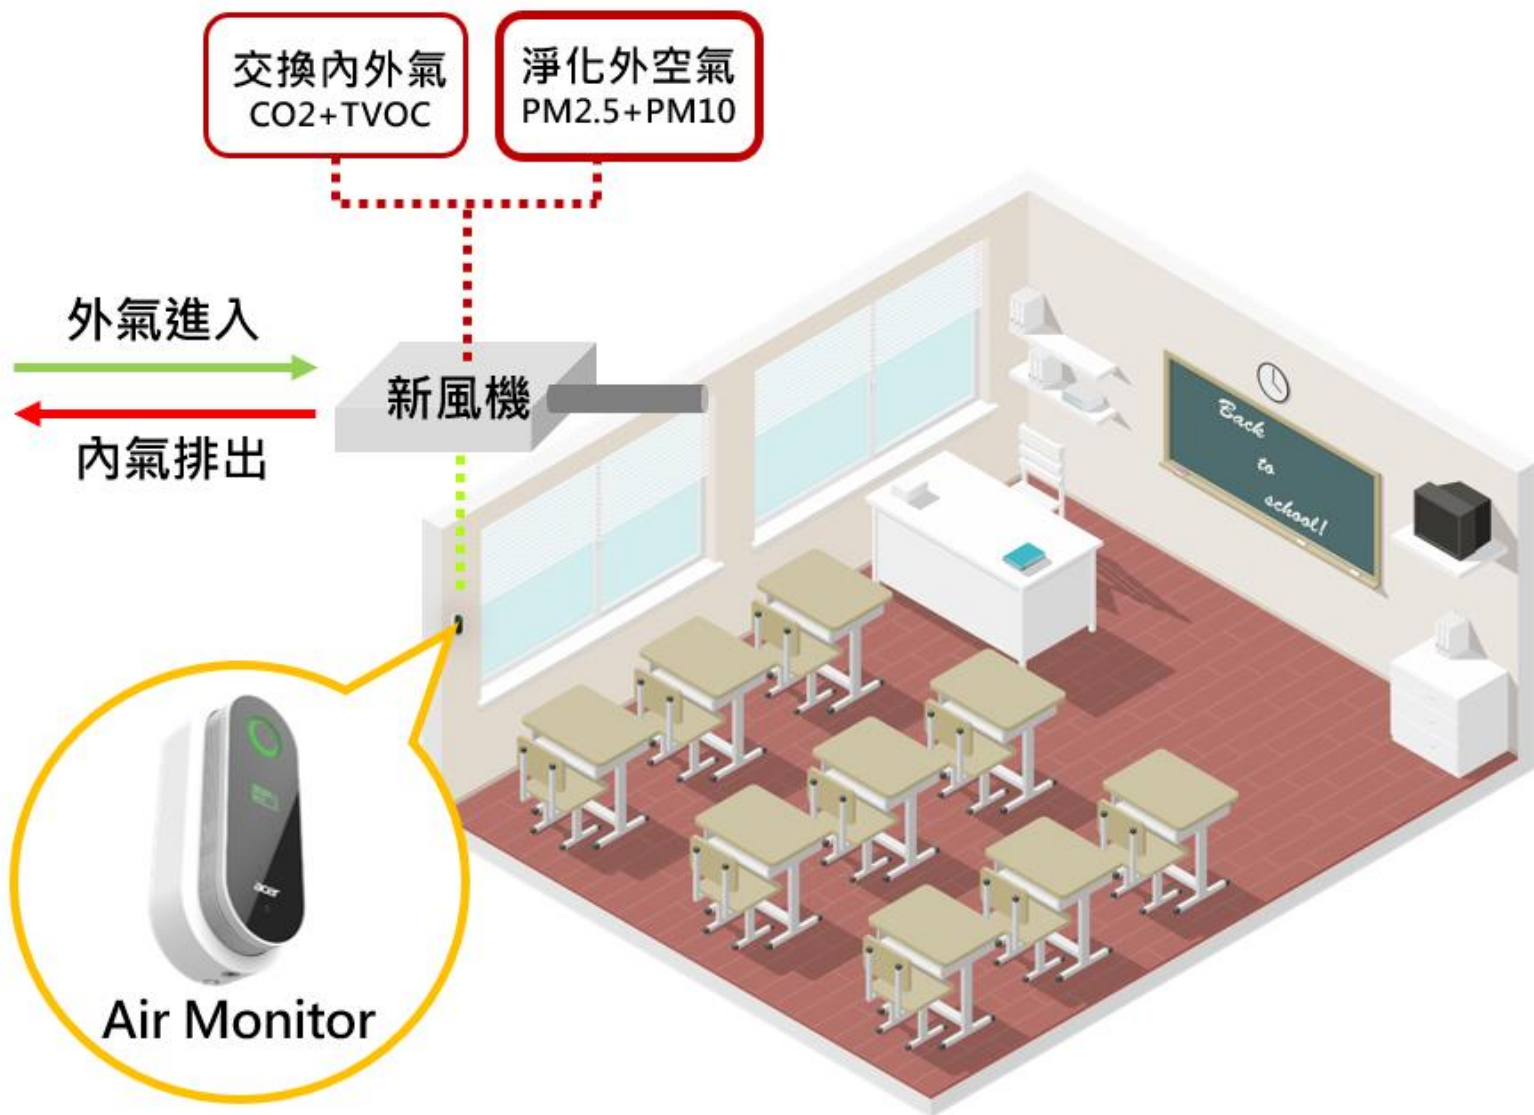 交換內外氣
CO2+TVOC
淨化外空氣
PM2.5+PM10
外氣進入
新風機
內氣排出
Back
to
school!
acer
Air Monitor